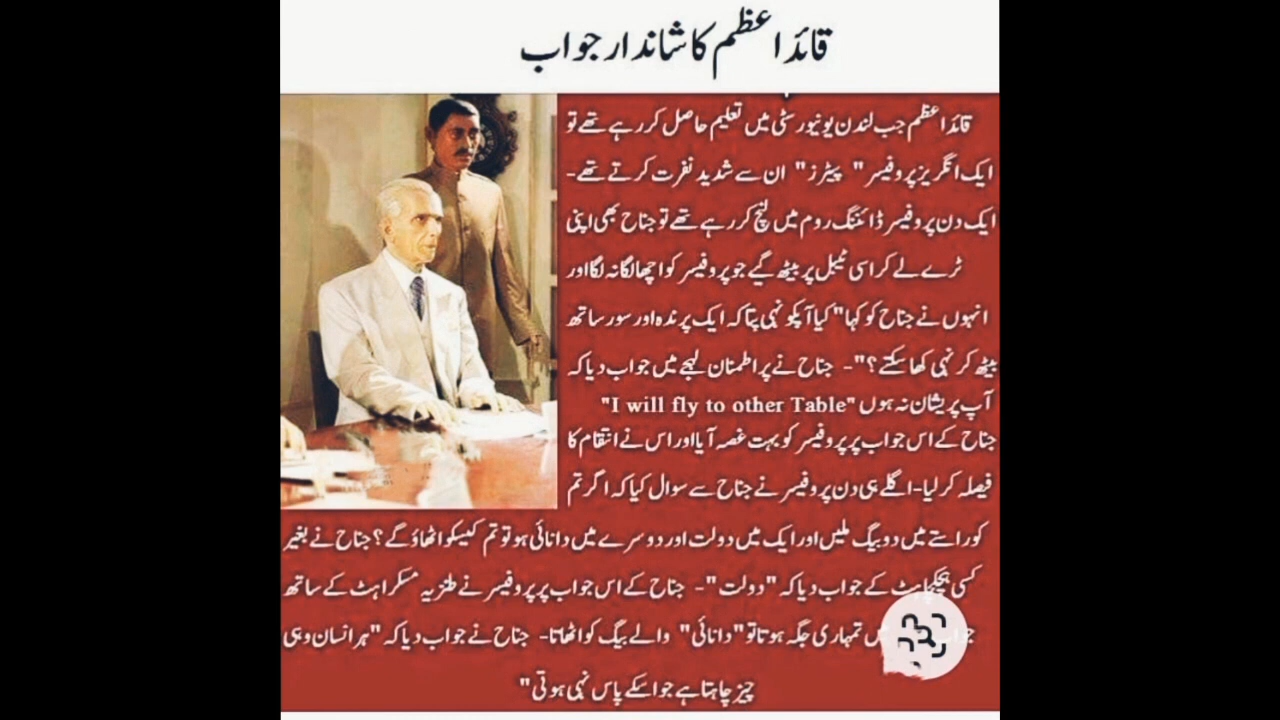 قائد اعظم کا شاندار جواب
قائد اعظم جب لندن یونیورسٹی میں تعلیم حاصل کر رہے تھے تو
ایک انگریز پروفیسر " پیٹرز " ان سے شدید نفرت کرتے تھے-
ایک دن پروفیسر ڈائننگ روم میں لنچ کر رہے تھے تو جناح بھی اپنی
ٹرے لے کر اسی ٹیبل پر بیٹھ گیے جو پروفیسر کو اچھا لگا نہ لگا اور
انہوں نے جناح کو کہا" کیا آپکو نہی پتا کہ ایک پرندہ اور سور ساتھ
بیٹھ کر نہی کھا سکتے ؟"- جناح نے پر اطمنان لہجے میں جواب دیا کہ
آپ پریشان نہ ہوں "I will fly to other Table"
جناح کے اس جواب پر پروفیسر کو بہت غصہ آیا اور اس نے انتقام کا
فیصلہ کر لیا-اگلے ہی دن پروفیسر نے جناح سے سوال کیا کہ اگر تم
کو راستے میں دو بیگ ملیں اور ایک میں دولت اور دوسرے میں دانائی ہو تو تم کیسکو اٹھاؤ گے ؟ جناح نے بغیر
کسی ہچکچاہٹ کے جواب دیا کہ "دولت "- جناح کے اس جواب پر پروفیسر نے طنزیہ مسکراہٹ کے ساتھ
تمہاری جگہ ہوتا تو "دانائی" والے بیگ کو اٹھاتا- جناح نے جواب دیا کہ "ہر انسان وہی
چیز چاہتا ہے جو اسکے پاس نہی ہوتی "